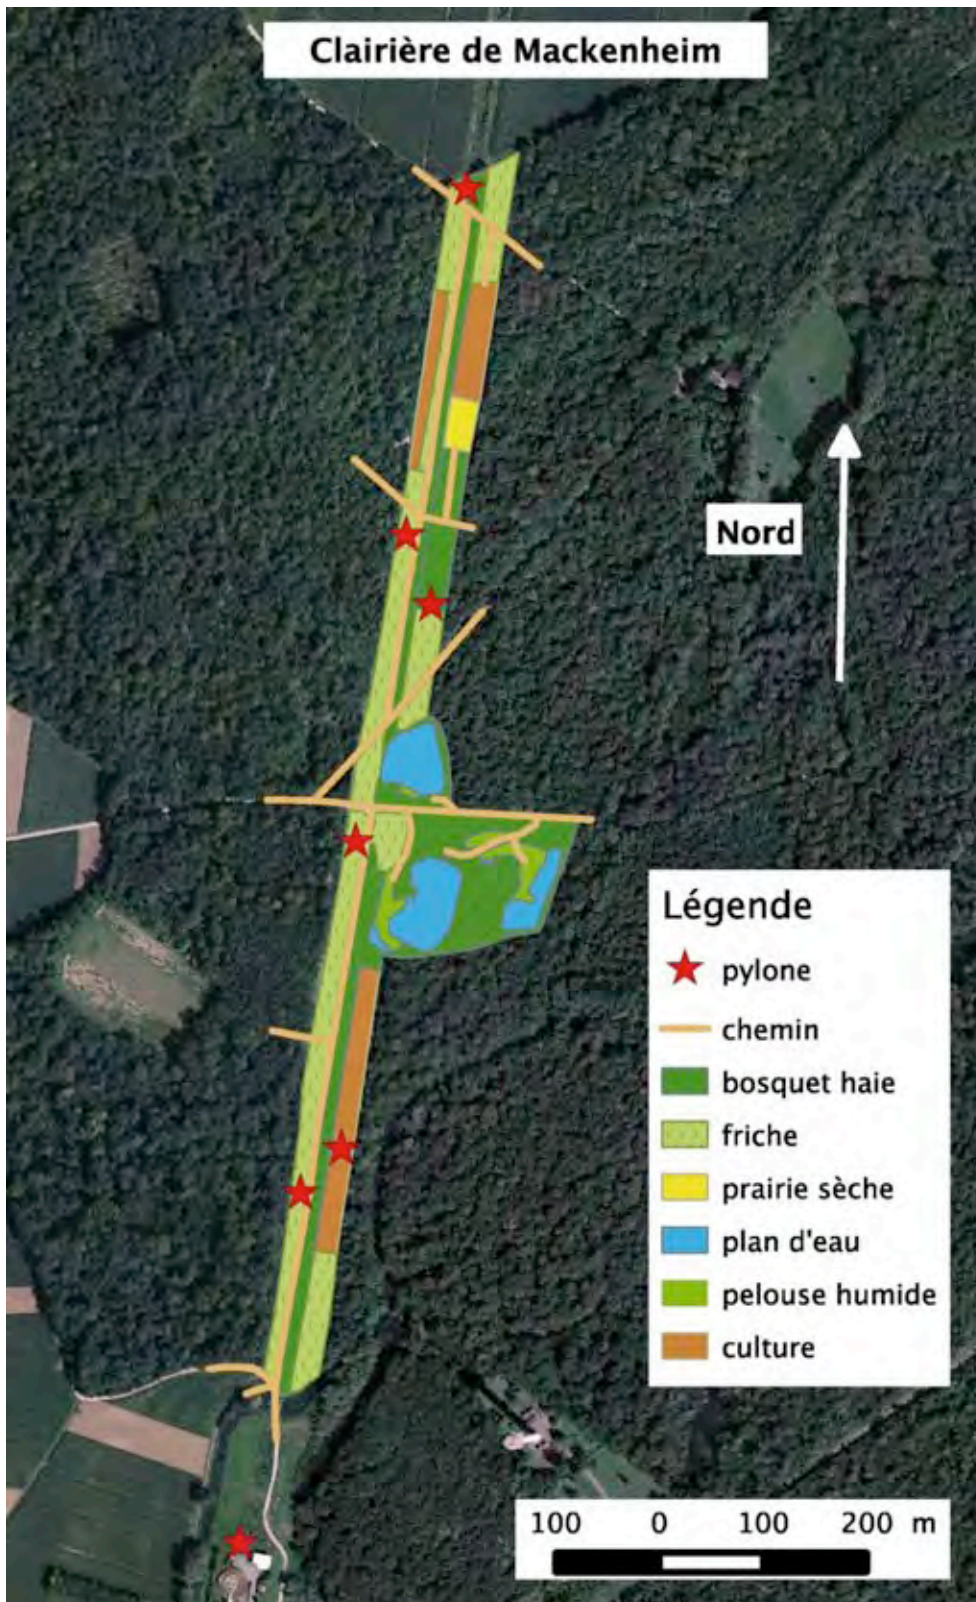 Clairière de Mackenheim
Nord
Légende
pylone
chemin
bosquet haie
friche
prairie sèche
plan d'eau
pelouse humide
culture
100 0 100 200 m